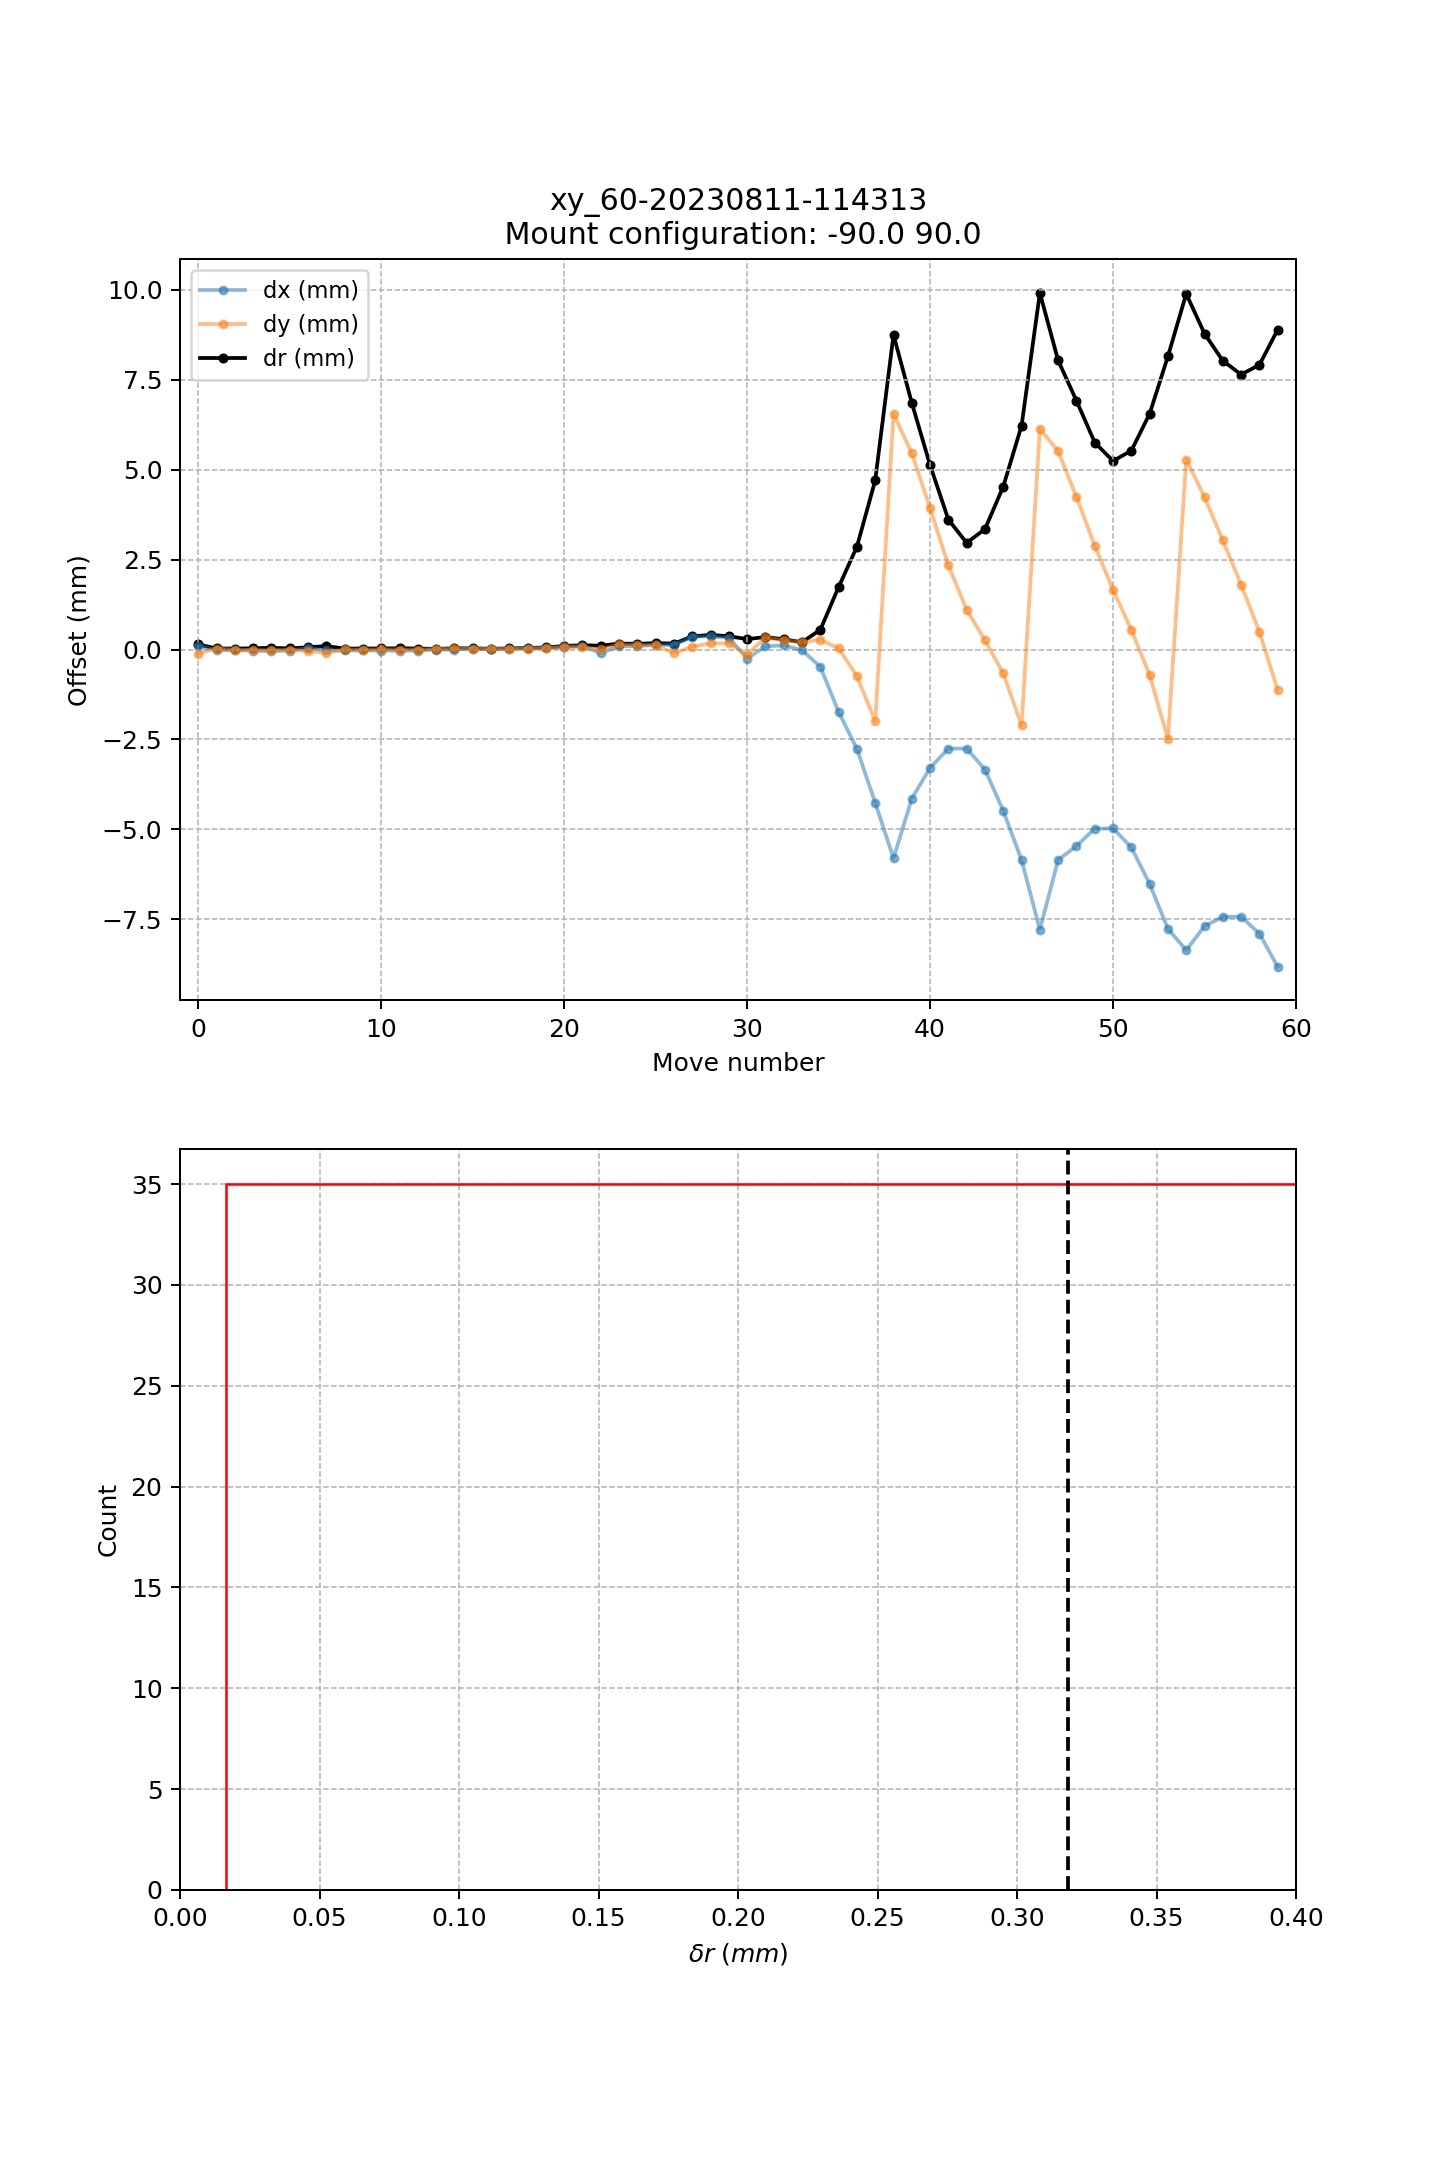 xy_60-20230811-114313
Mount configuration: -90.0 90.0
dx (mm)
dy (mm)
dr (mm)
10.0
7.5
5.0
2.5
0.0
−2.5
−5.0
−7.5
Offset (mm)
0 10 20 30 40 50 60
Move number
35
30
25
20
15
10
5
0
Count
0.00 0.05 0.10 0.15 0.20 0.25 0.30 0.35 0.40
δr (mm)